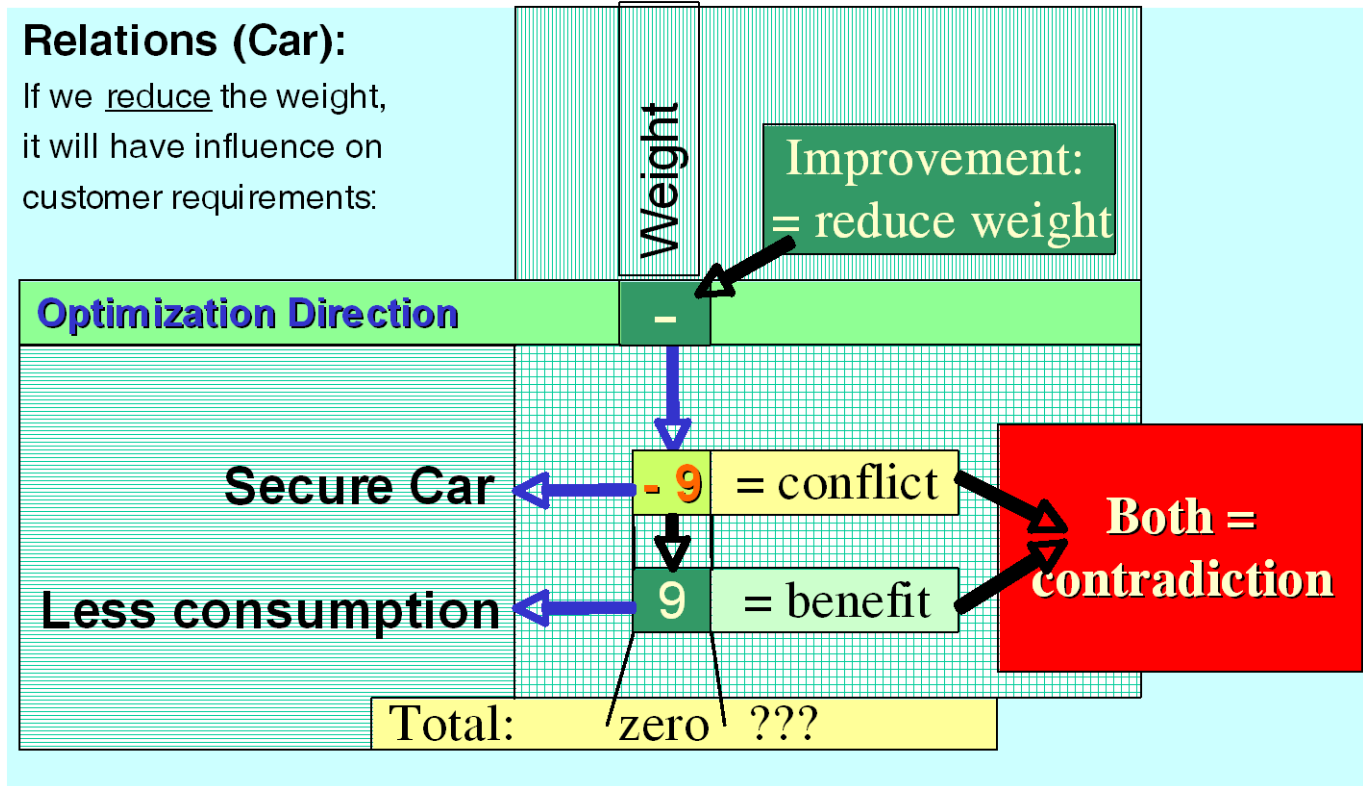 Relations (Car):
If we reduce the weight,
it will have influence on
customer requirements:
Weight
Improvement:
= reduce weight
Optimization Direction
-
Secure Car
- 9
= conflict
Less consumption
9
= benefit
Both =
contradiction
Total: zero ???